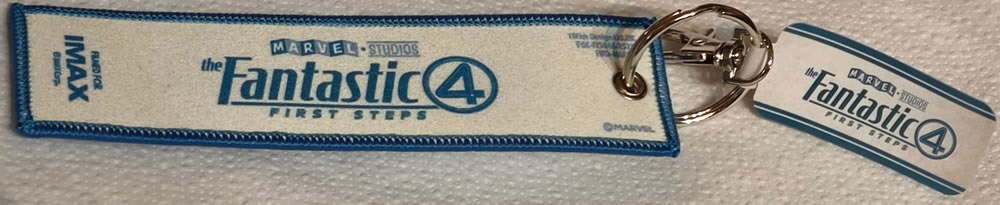 FILMED FOR
IMAX
MARVEL STUDIOS
the
Fantastic 4
FIRST STEPS
©MARVEL
MARVEL STUDIOS
the
Fantastic 4
FIRST STEPS